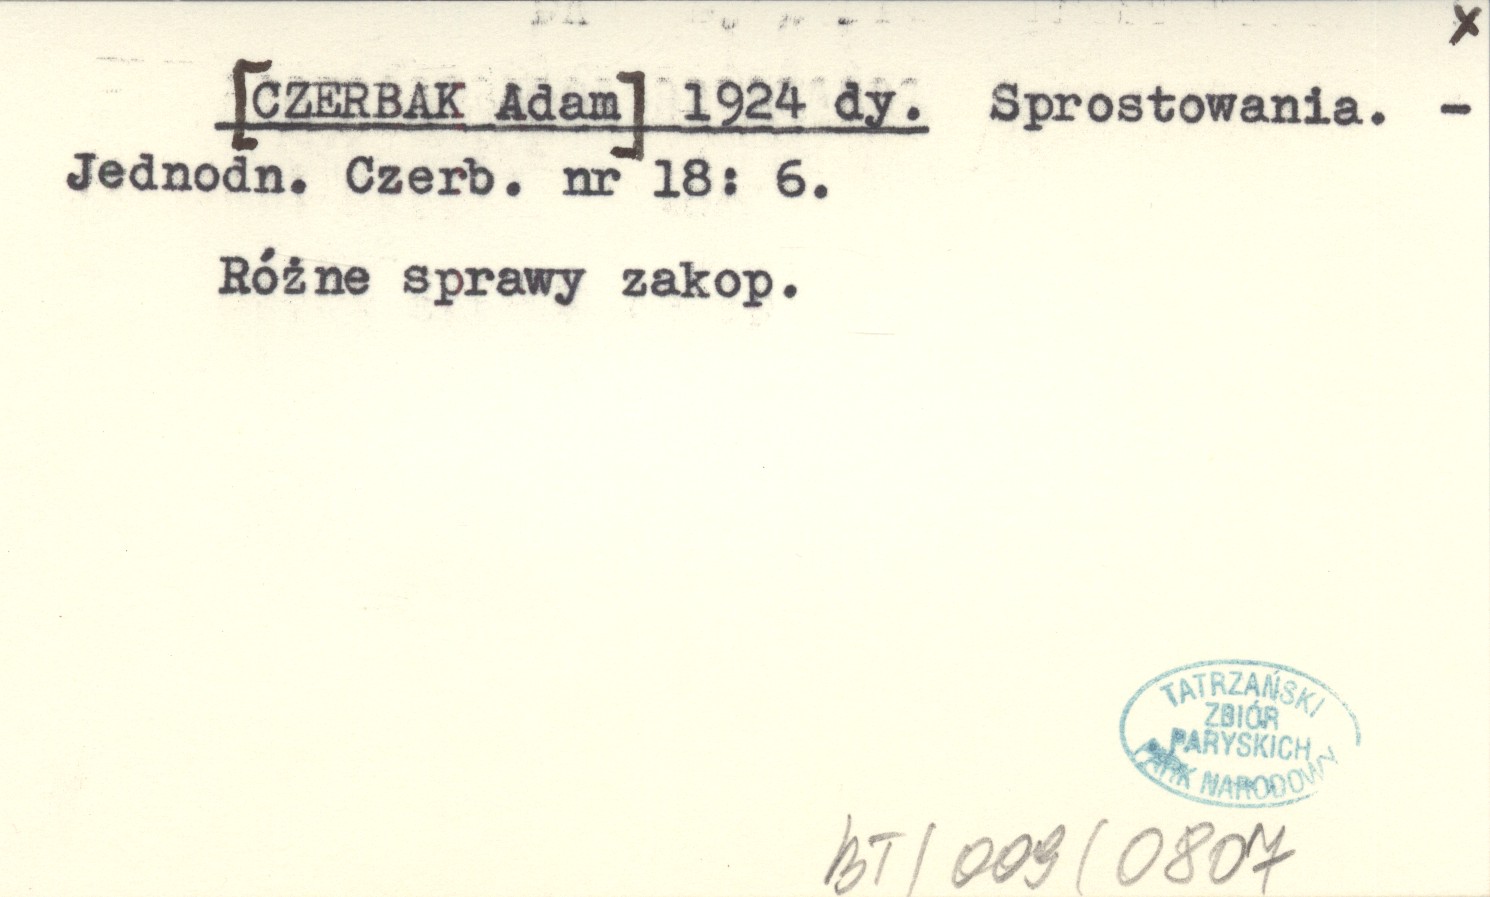 x
[CZERBAK Adam] 1924 dy. Sprostowania. -
Jednodn. Czerb. nr 18: 6.
Różne sprawy zakop.
TATRZAŃSKI
ZBIÓR
PARYSKICH
PARK NARODOWY
BT/009/0807